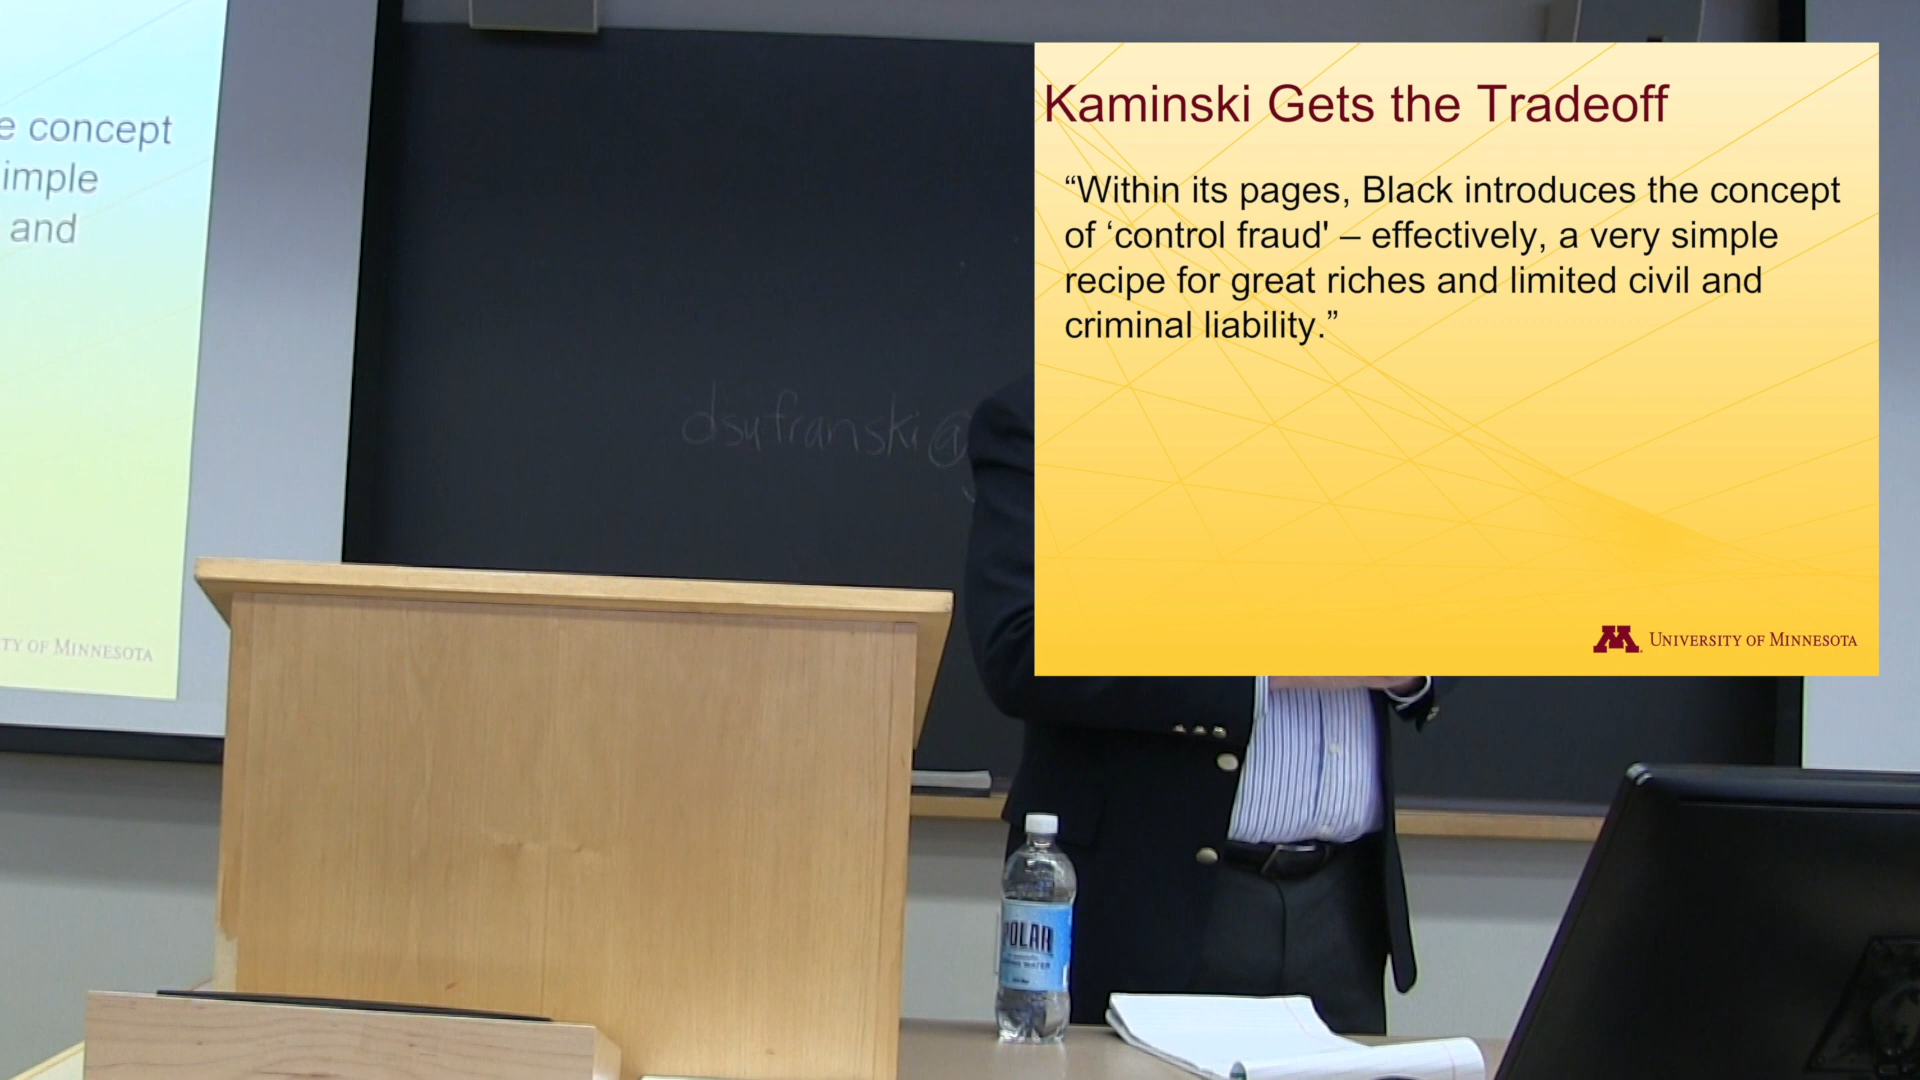 e concept
imple
and
TY OF MINNESOTA
dsufranski@
Kaminski Gets the Tradeoff
“Within its pages, Black introduces the concept
of ‘control fraud' – effectively, a very simple
recipe for great riches and limited civil and
criminal liability.”
M
UNIVERSITY OF MINNESOTA
POLAR
WATER